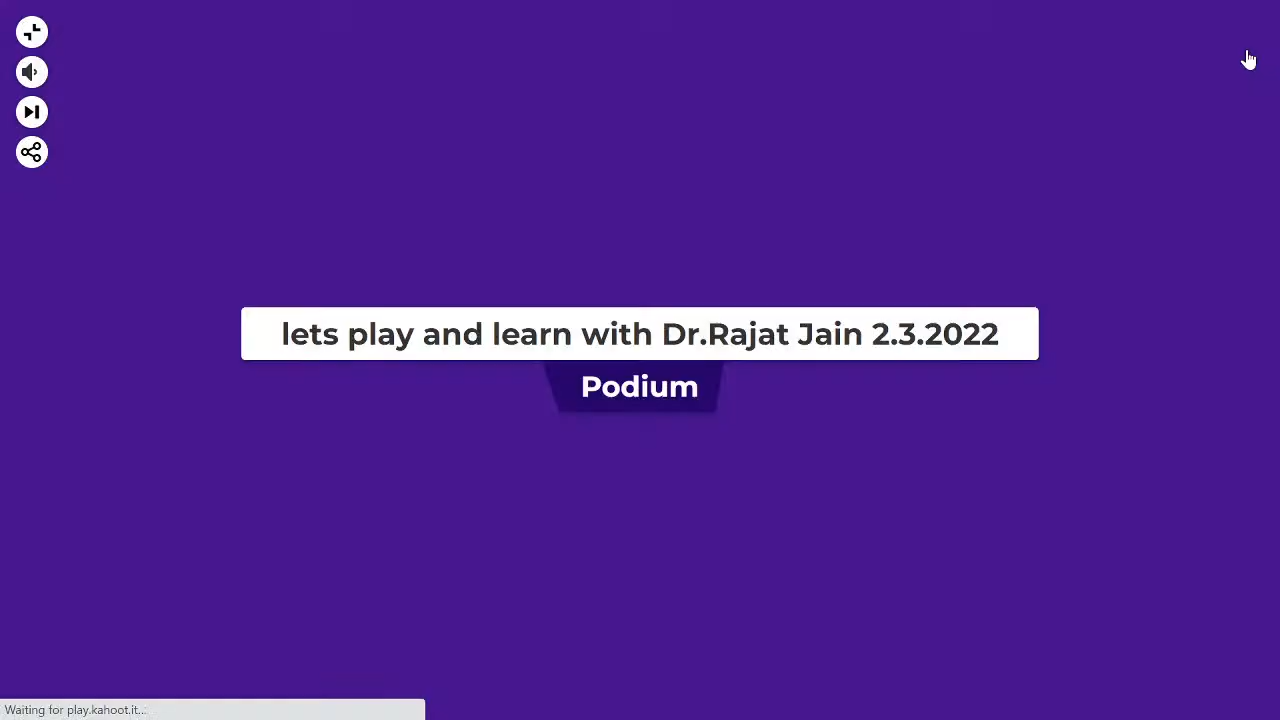 lets play and learn with Dr.Rajat Jain 2.3.2022
Podium
Waiting for play.kahoot.it...